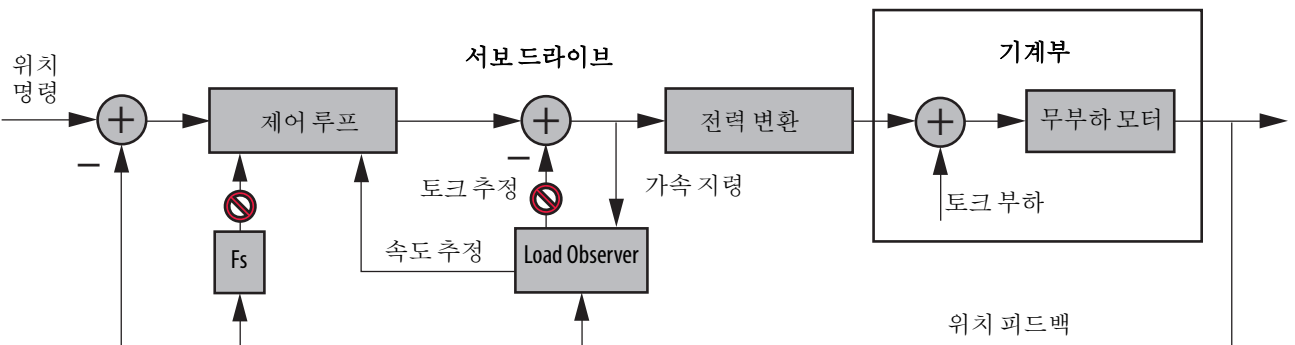 위치
명령
서보 드라이브
기계부
+
제어 루프
+
전력 변환
+
무부하 모터
−
−
토크 추정
가속 지령
토크 부하
Fs
속도 추정
Load Observer
위치 피드백